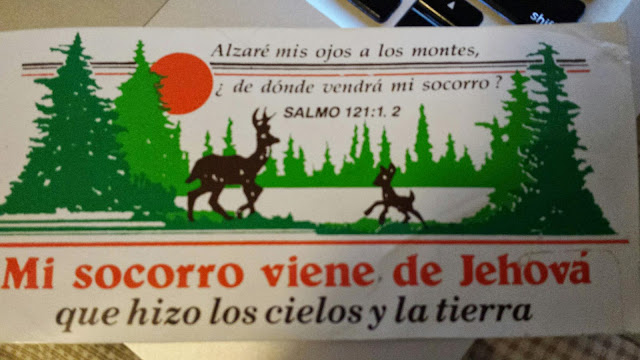 Alzaré mis ojos a los montes,
¿ de dónde vendrá mi socorro ?
SALMO 121:1. 2
Mi socorro viene de Jehová
que hizo los cielos y la tierra
shift